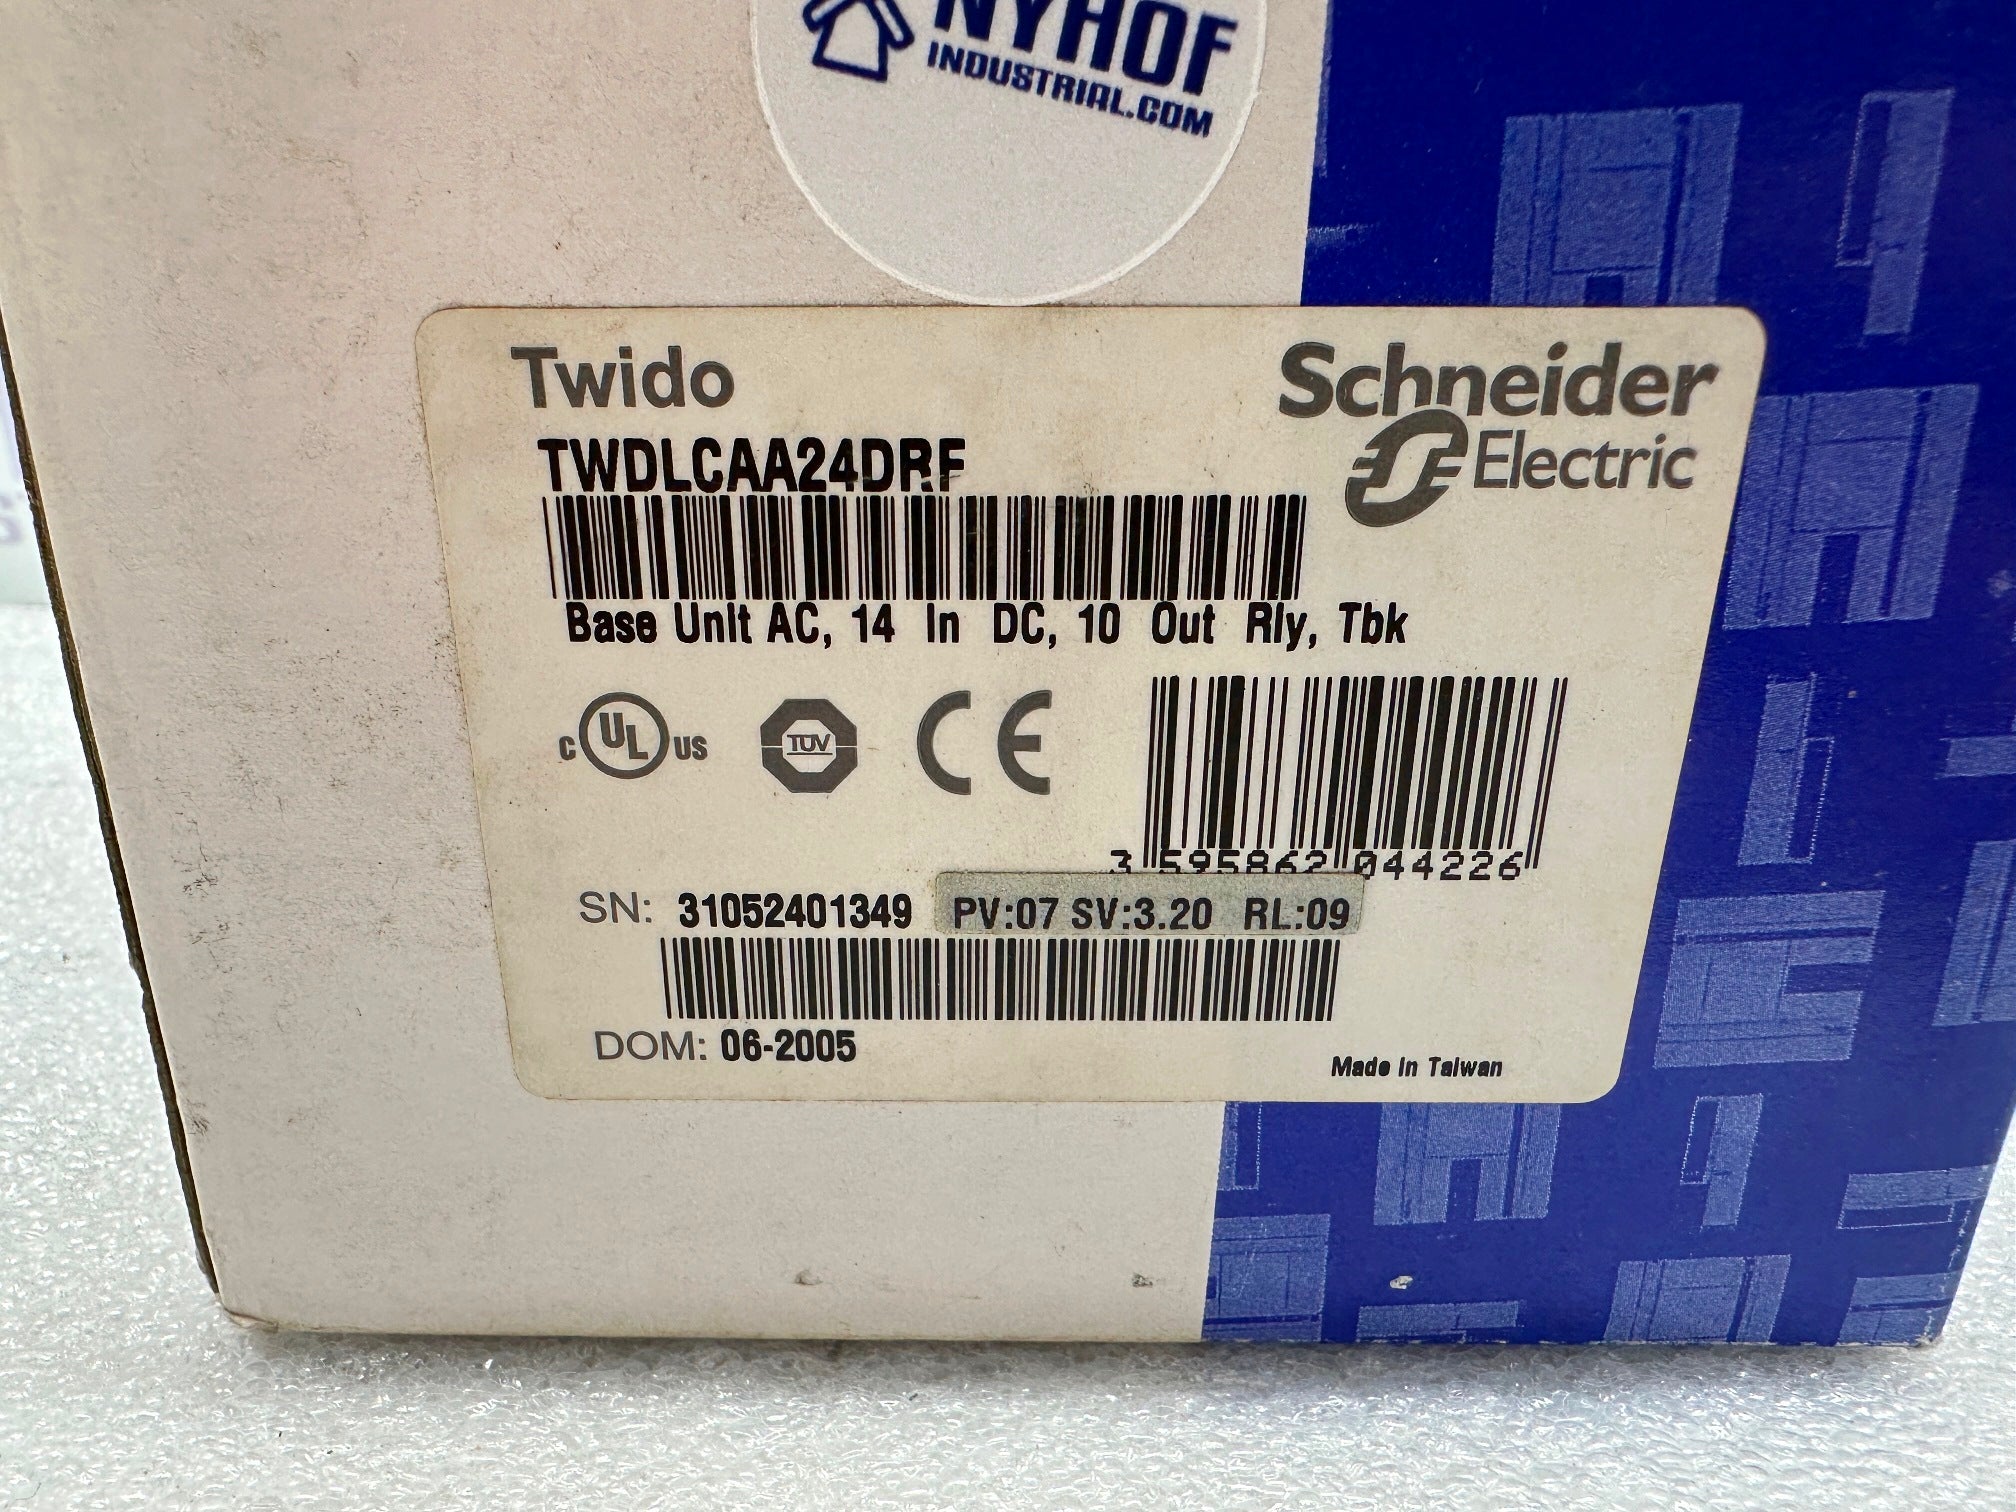 NYHOF
INDUSTRIAL.COM
Twido
Schneider
Electric
TWDLCAA24DRF
Base Unit AC, 14 In DC, 10 Out Rly, Tbk
C UL US
TUV
CE
3 595862 044226
SN: 31052401349 PV:07 SV:3.20 RL:09
DOM: 06-2005
Made in Taiwan